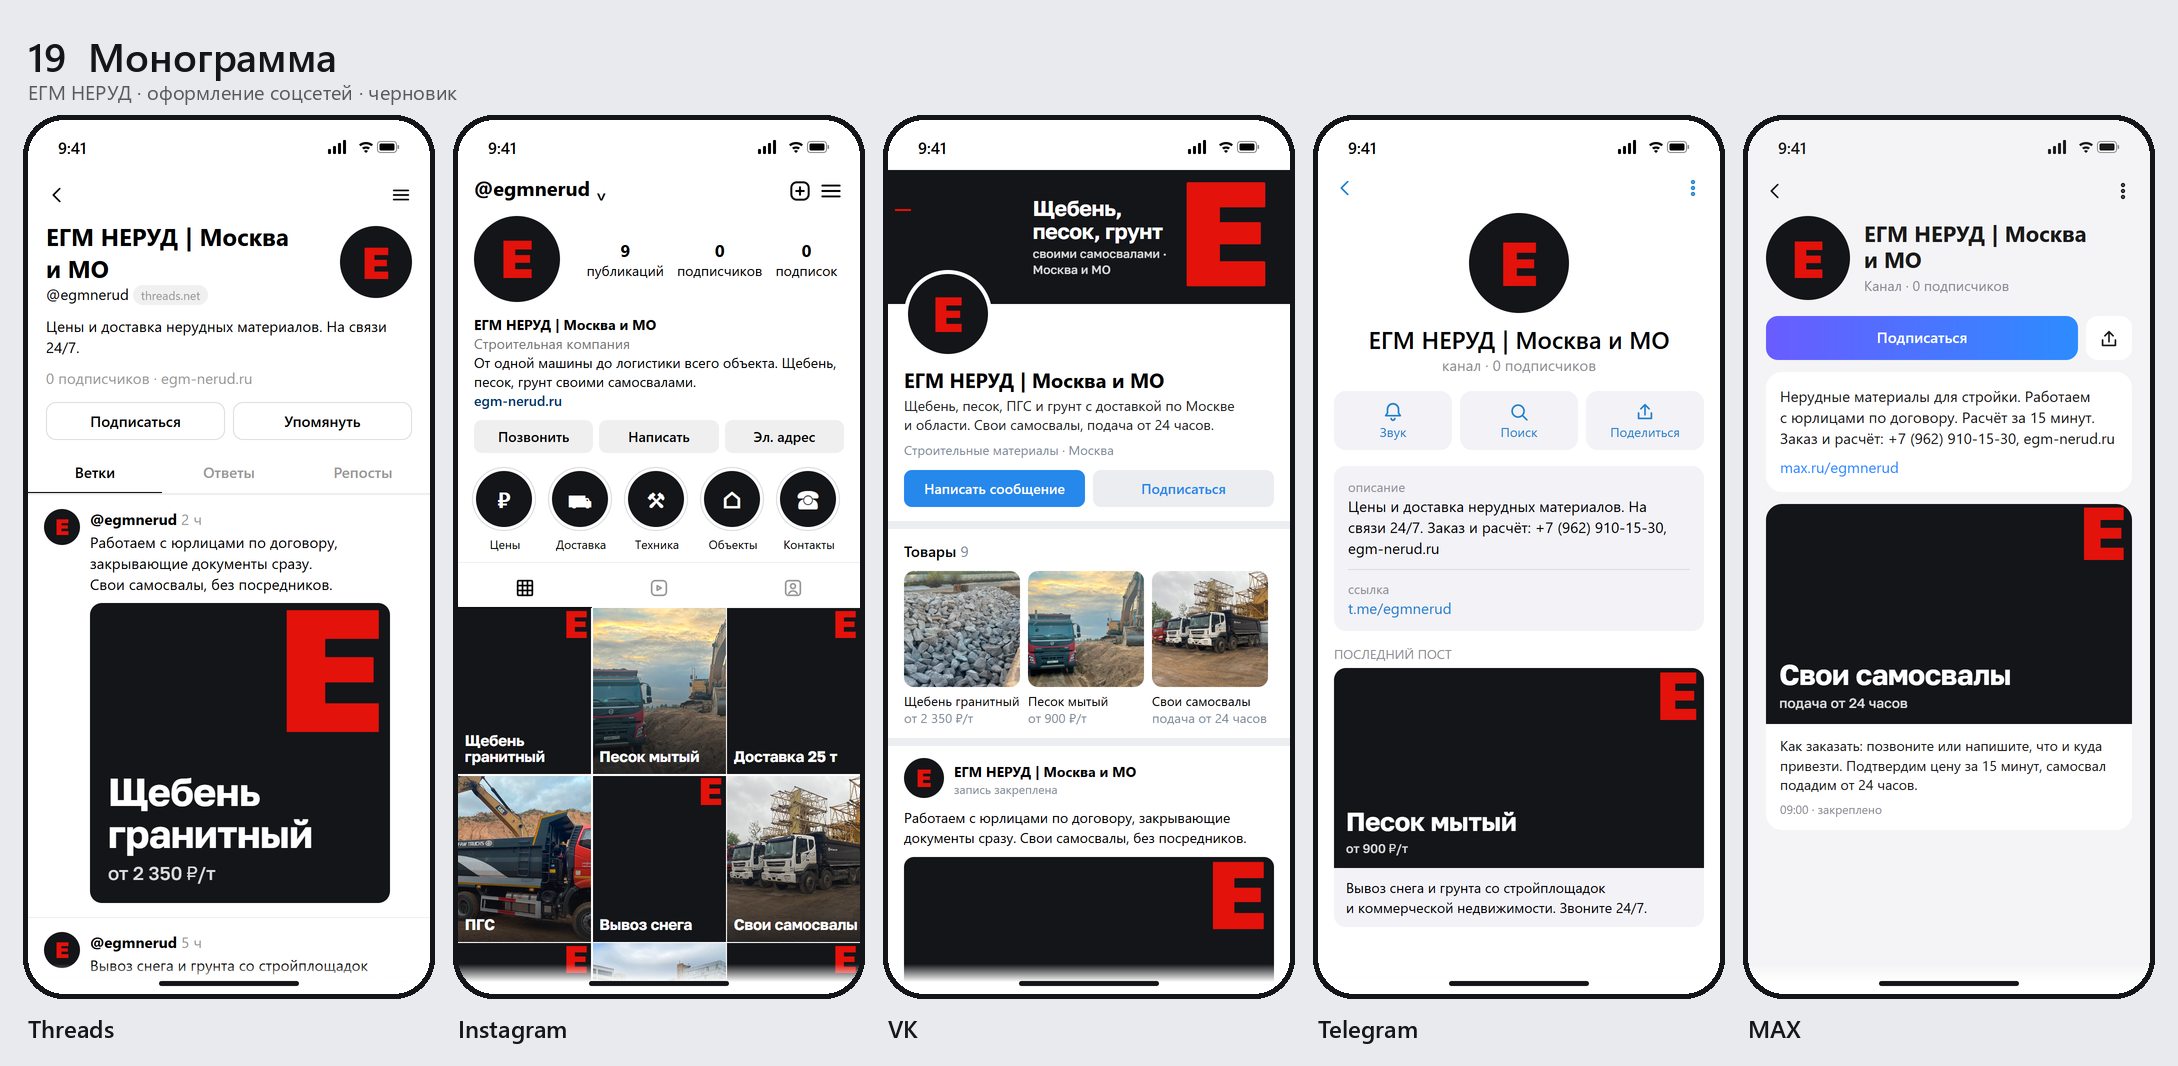 19 Монограмма
ЕГМ НЕРУД · оформление соцсетей · черновик
9:41
ЕГМ НЕРУД | Москва
и МО
E
@egmnerud threads.net
Цены и доставка нерудных материалов. На связи
24/7.
0 подписчиков · egm-nerud.ru
Подписаться Упомянуть
Ветки Ответы Репосты
E
@egmnerud 2 ч
Работаем с юрлицами по договору,
закрывающие документы сразу.
Свои самосвалы, без посредников.
E
Щебень
гранитный
от 2 350 ₽/т
E
@egmnerud 5 ч
Вывоз снега и грунта со стройплощадок
Threads
9:41
@egmnerud
E
9 0 0
публикаций подписчиков подписок
ЕГМ НЕРУД | Москва и МО
Строительная компания
От одной машины до логистики всего объекта. Щебень,
песок, грунт своими самосвалами.
egm-nerud.ru
Позвонить Написать Эл. адрес
₽
Цены Доставка Техника Объекты Контакты
E E
Щебень
гранитный Песок мытый Доставка 25 т
E
ПГС Вывоз снега Свои самосвалы
E E
Instagram
9:41
Щебень,
песок, грунт
своими самосвалами ·
Москва и МО
E
E
ЕГМ НЕРУД | Москва и МО
Щебень, песок, ПГС и грунт с доставкой по Москве
и области. Свои самосвалы, подача от 24 часов.
Строительные материалы · Москва
Написать сообщение Подписаться
Товары 9
Щебень гранитный Песок мытый Свои самосвалы
от 2 350 ₽/т от 900 ₽/т подача от 24 часов
E
ЕГМ НЕРУД | Москва и МО
запись закреплена
Работаем с юрлицами по договору, закрывающие
документы сразу. Свои самосвалы, без посредников.
E
VK
9:41
E
ЕГМ НЕРУД | Москва и МО
канал · 0 подписчиков
Звук Поиск Поделиться
описание
Цены и доставка нерудных материалов. На
связи 24/7. Заказ и расчёт: +7 (962) 910-15-30,
egm-nerud.ru
ссылка
t.me/egmnerud
ПОСЛЕДНИЙ ПОСТ
E
Песок мытый
от 900 ₽/т
Вывоз снега и грунта со стройплощадок
и коммерческой недвижимости. Звоните 24/7.
Telegram
9:41
E
ЕГМ НЕРУД | Москва
и МО
Канал · 0 подписчиков
Подписаться
Нерудные материалы для стройки. Работаем
с юрлицами по договору. Расчёт за 15 минут.
Заказ и расчёт: +7 (962) 910-15-30, egm-nerud.ru
max.ru/egmnerud
E
Свои самосвалы
подача от 24 часов
Как заказать: позвоните или напишите, что и куда
привезти. Подтвердим цену за 15 минут, самосвал
подадим от 24 часов.
09:00 · закреплено
MAX